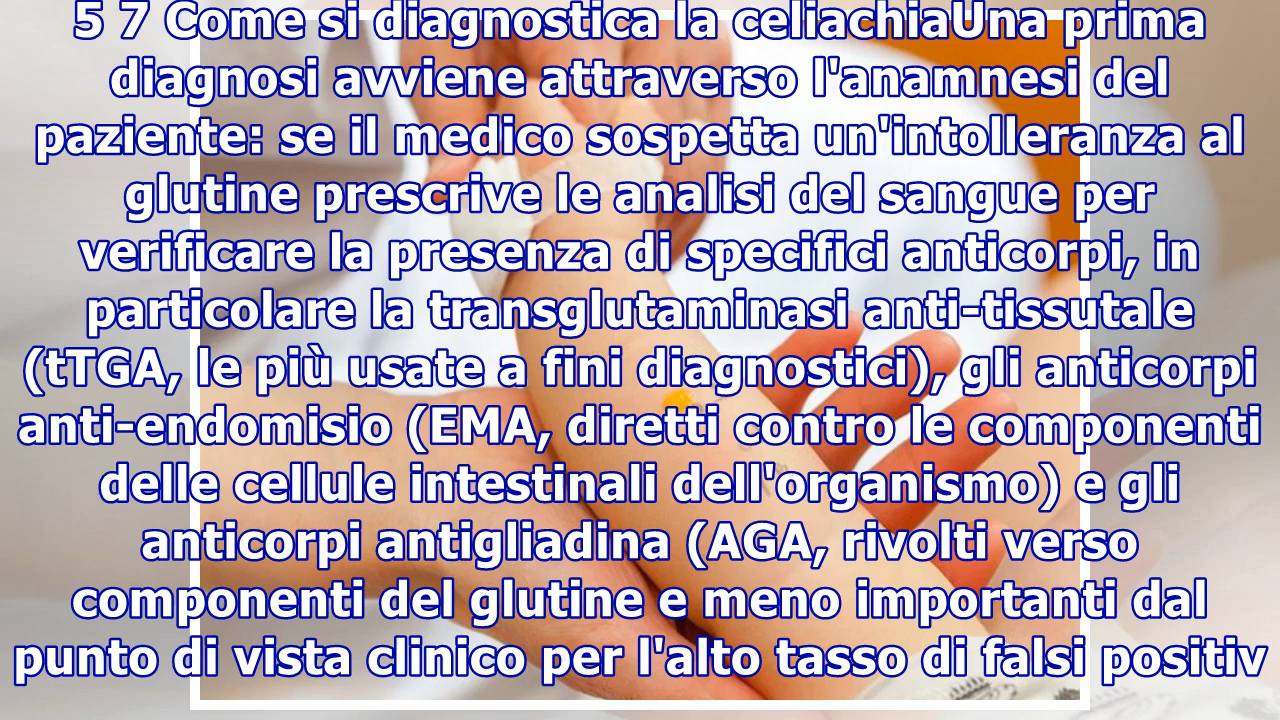 5 7 Come si diagnostica la celiachiaUna prima
diagnosi avviene attraverso l'anamnesi del
paziente: se il medico sospetta un'intolleranza al
glutine prescrive le analisi del sangue per
verificare la presenza di specifici anticorpi, in
particolare la transglutaminasi anti-tissutale
(tTGA, le più usate a fini diagnostici), gli anticorpi
anti-endomisio (EMA, diretti contro le componenti
delle cellule intestinali dell'organismo) e gli
anticorpi antigliadina (AGA, rivolti verso
componenti del glutine e meno importanti dal
punto di vista clinico per l'alto tasso di falsi positiv